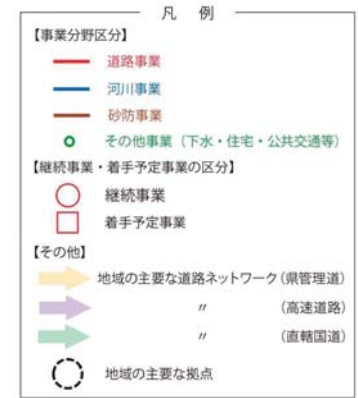 凡 例
【事業分野区分】
道路事業
河川事業
砂防事業
その他事業（下水・住宅・公共交通等）
【継続事業・着手予定事業の区分】
継続事業
着手予定事業
【その他】
地域の主要な道路ネットワーク（県管理道）
〃 （高速道路）
〃 （直轄国道）
地域の主要な拠点